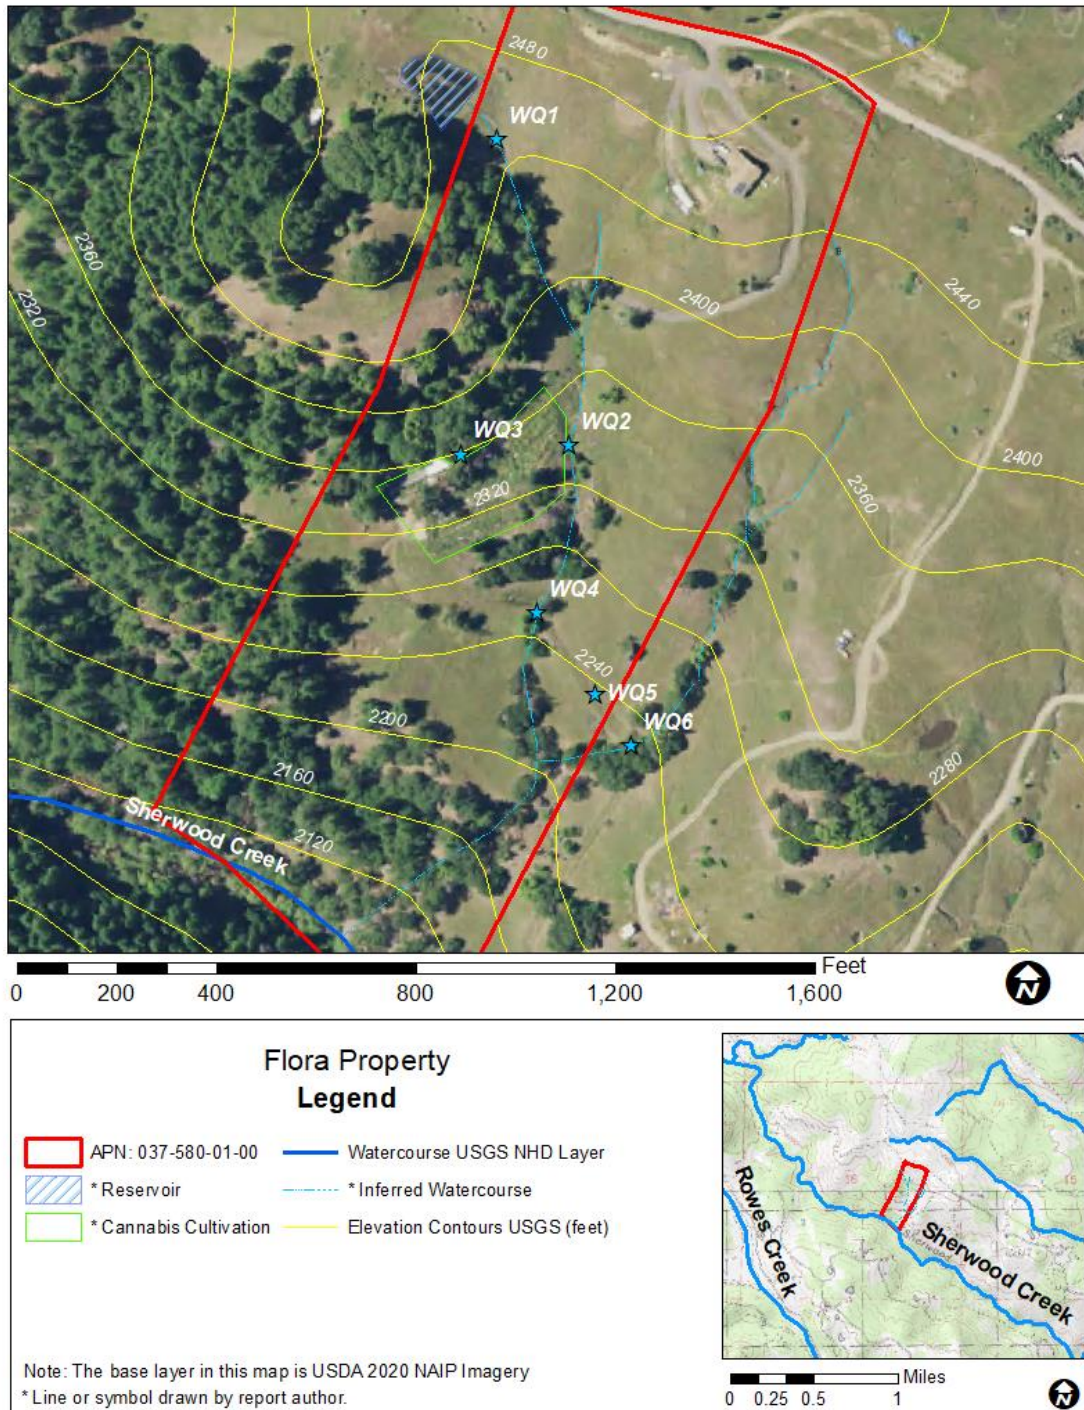 2480
WQ1
2360
2320
2400
2440
WQ3
WQ2
2400
2320
2360
WQ4
2240
WQ5
WQ6
2200
2160
2280
2120
Sherwood Creek
Feet
0 200 400 800 1,200 1,600
N
Flora Property
Legend
APN: 037-580-01-00
Watercourse USGS NHD Layer
* Reservoir
* Inferred Watercourse
* Cannabis Cultivation
Elevation Contours USGS (feet)
Note: The base layer in this map is USDA 2020 NAIP Imagery
* Line or symbol drawn by report author.
16
15
Rowes Creek
Sherwood Creek
Miles
0 0.25 0.5 1
N